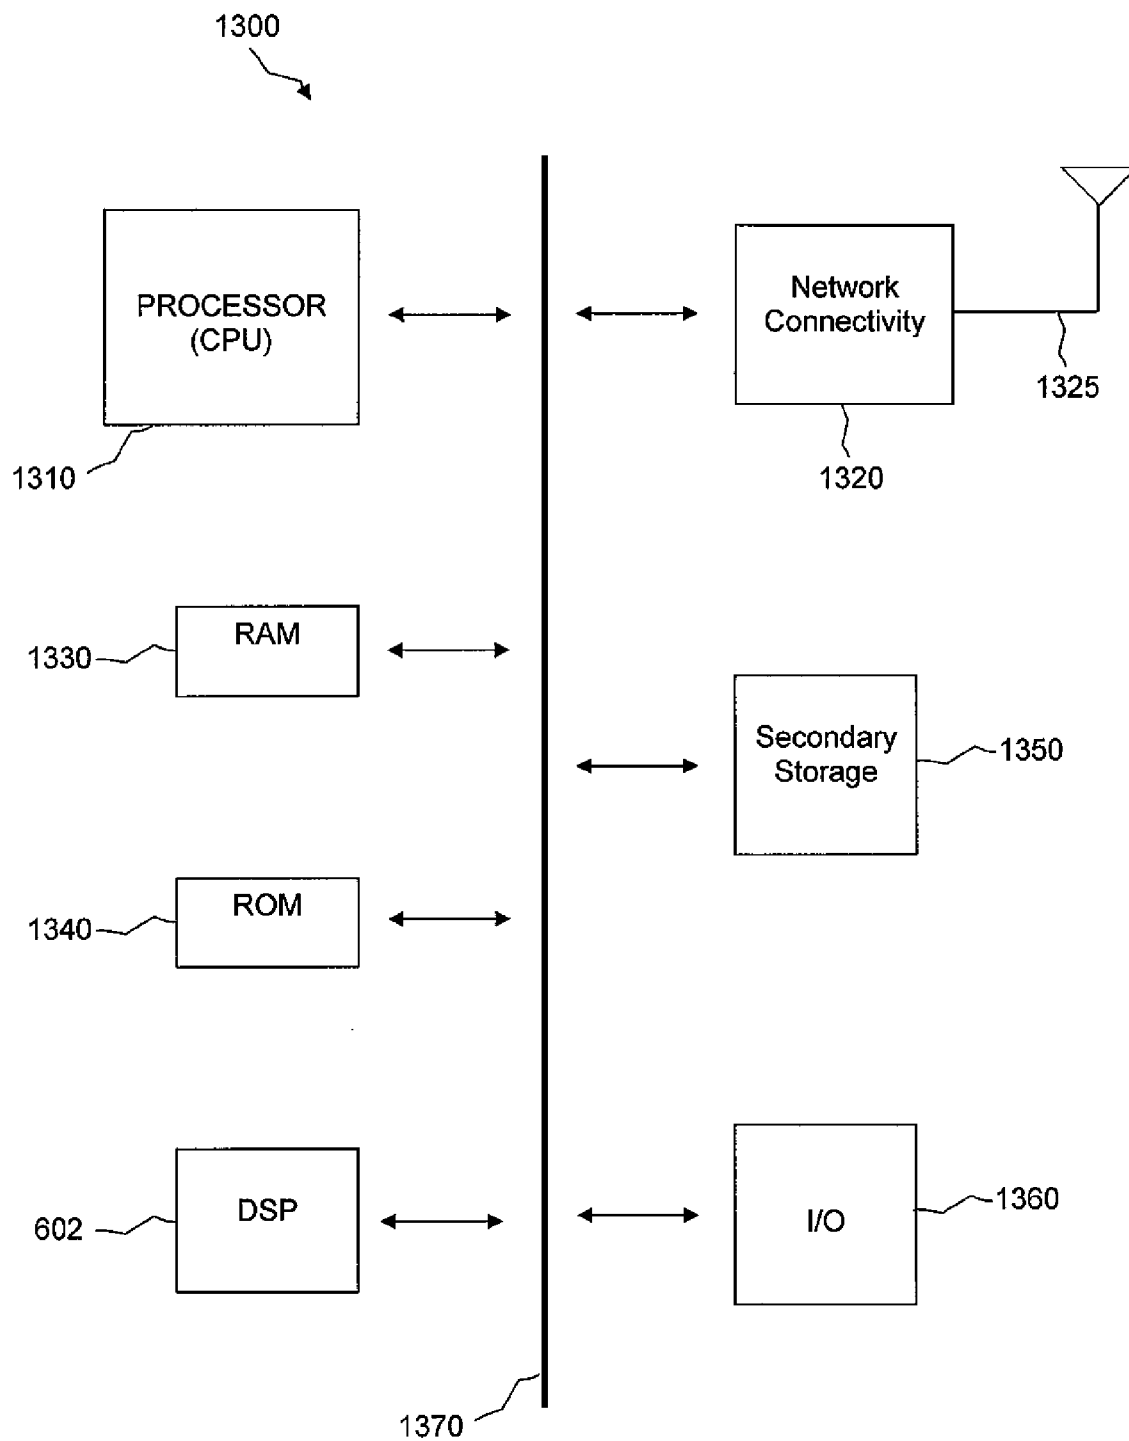 1300
PROCESSOR
(CPU)
1310
Network
Connectivity
1325
1320
RAM
1330
Secondary
Storage
1350
ROM
1340
DSP
602
I/O
1360
1370